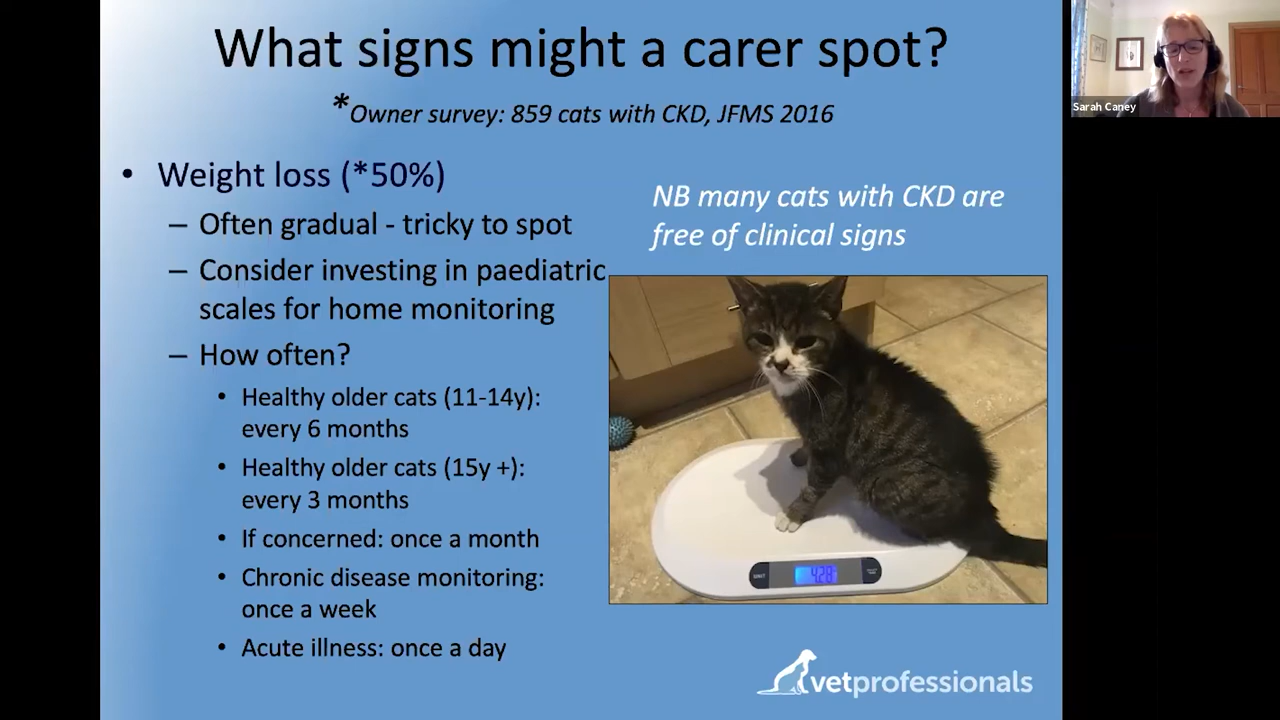 What signs might a carer spot?
*Owner survey: 859 cats with CKD, JFMS 2016
• Weight loss (*50%)
– Often gradual - tricky to spot
– Consider investing in paediatric
scales for home monitoring
– How often?
• Healthy older cats (11-14y):
every 6 months
• Healthy older cats (15y +):
every 3 months
• If concerned: once a month
• Chronic disease monitoring:
once a week
• Acute illness: once a day
NB many cats with CKD are
free of clinical signs
4.28
vetprofessionals
Sarah Caney